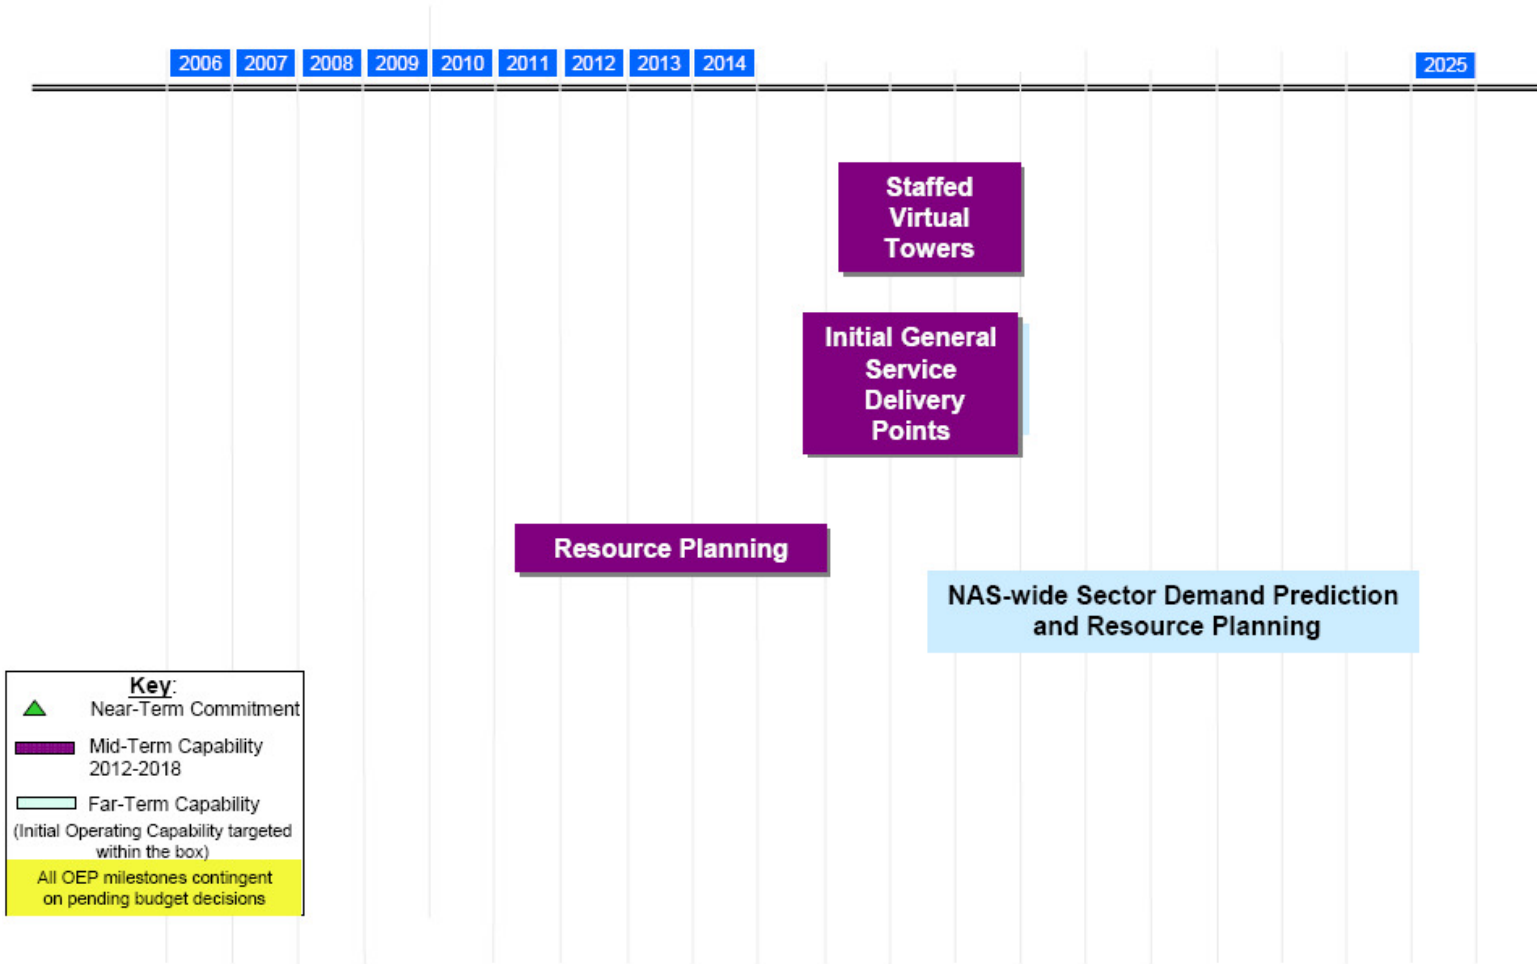 2006 2007 2008 2009 2010 2011 2012 2013 2014 2025
Staffed
Virtual
Towers
Initial General
Service
Delivery
Points
Resource Planning
NAS-wide Sector Demand Prediction
and Resource Planning
Key:
Near-Term Commitment
Mid-Term Capability
2012-2018
Far-Term Capability
(Initial Operating Capability targeted
within the box)
All OEP milestones contingent
on pending budget decisions